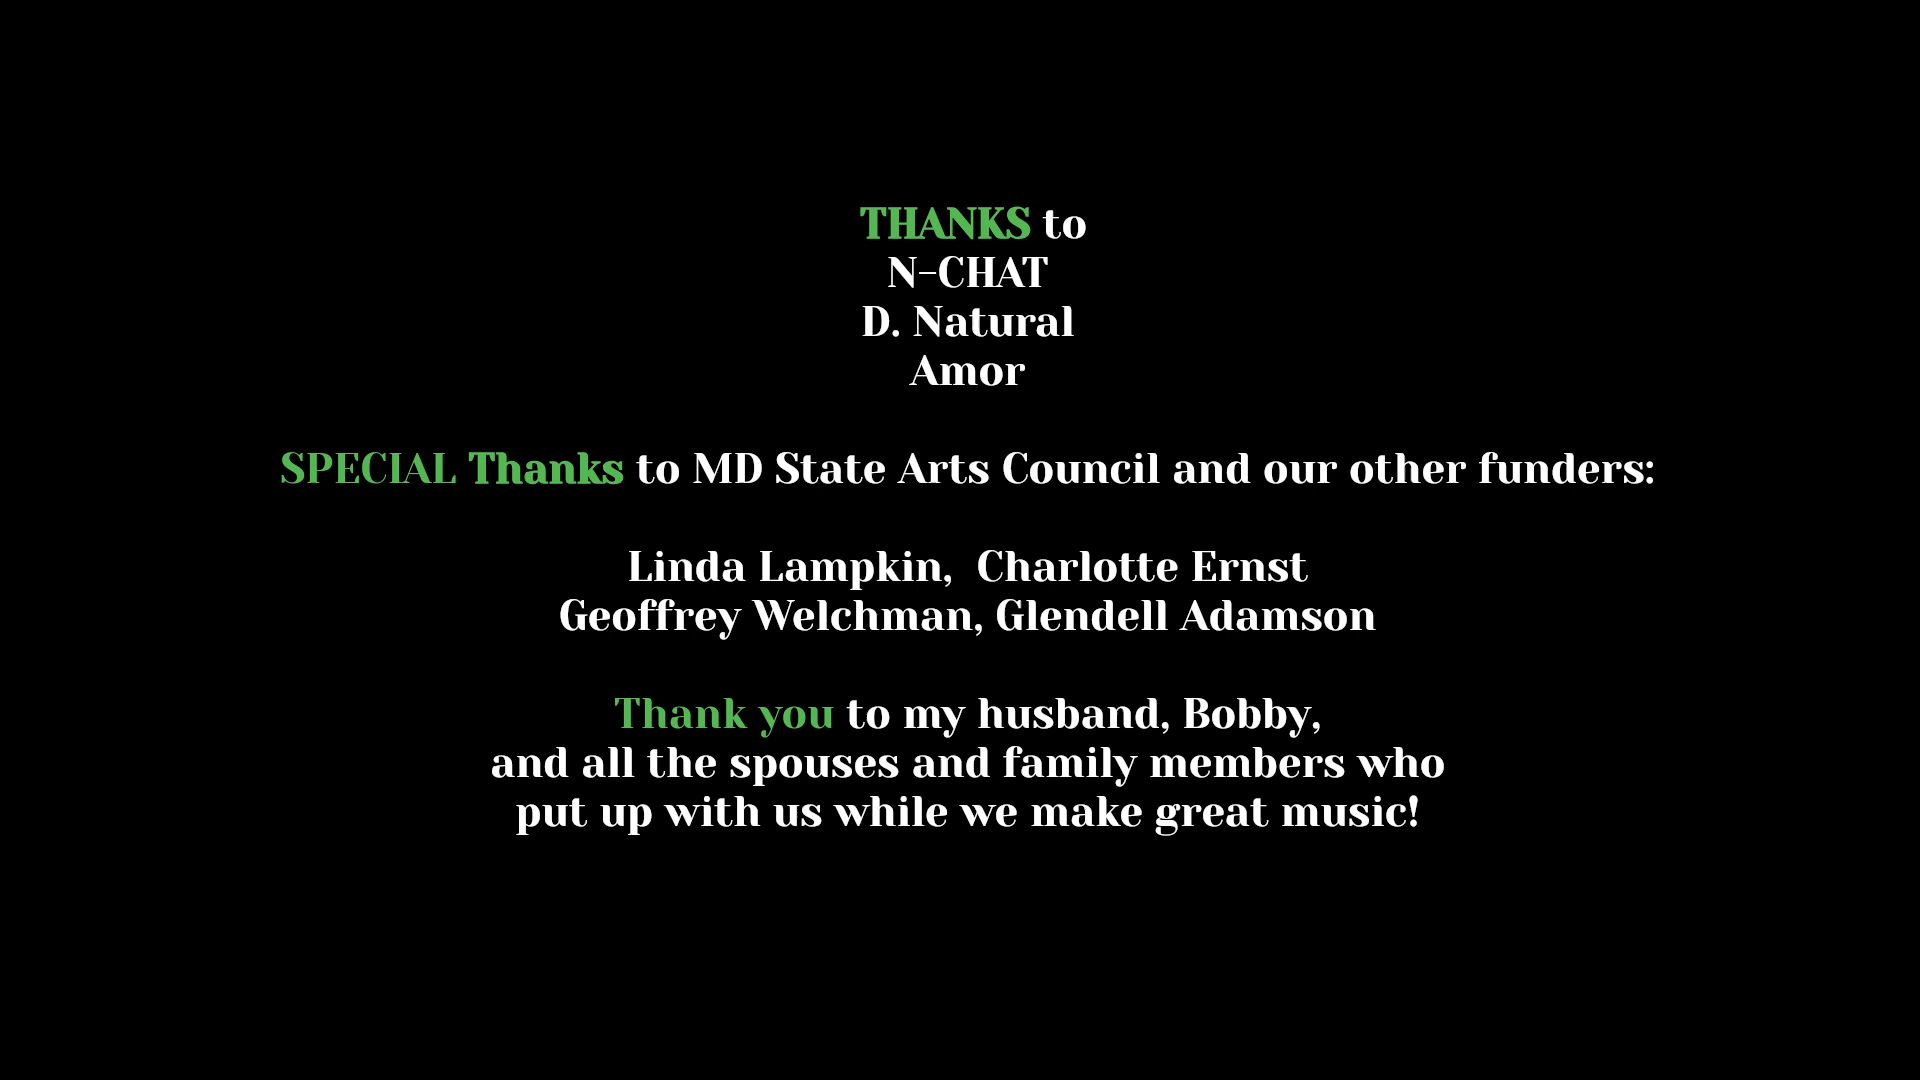 THANKS to
N-CHAT
D. Natural
Amor
SPECIAL Thanks to MD State Arts Council and our other funders:
Linda Lampkin,  Charlotte Ernst
Geoffrey Welchman, Glendell Adamson
Thank you to my husband, Bobby,
and all the spouses and family members who
put up with us while we make great music!